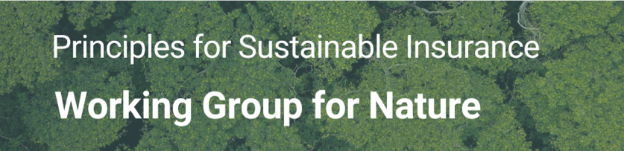 Principles for Sustainable Insurance
Working Group for Nature